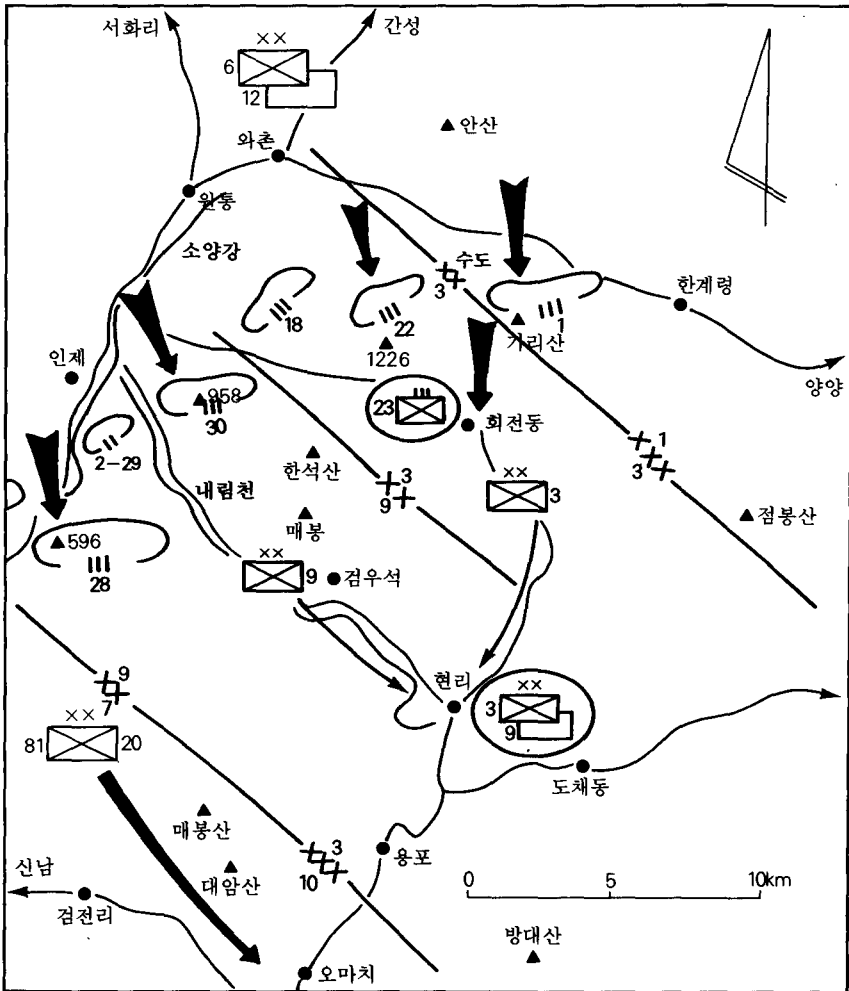 서화리
간성
××
6
12
안산
와촌
원통
소양강
수도
3
한계령
18
22
1
가리산
1226
양양
인제
958
30
23
회전동
2-29
내림천
한석산
3
9
1
3
××
3
매봉
점봉산
596
28
××
9
검우석
현리
××
3
9
9
7
××
81
20
도채동
매봉산
3
10
용포
신남
대암산
검전리
0
5
10km
방대산
오마치